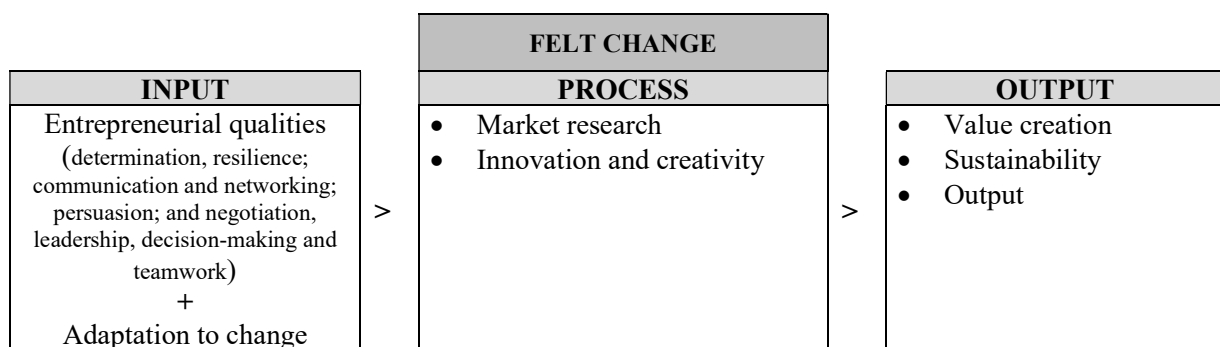 FELT CHANGE
INPUT
Entrepreneurial qualities
(determination, resilience;
communication and networking;
persuasion; and negotiation,
leadership, decision-making and
teamwork)
+
Adaptation to change
>
PROCESS
• Market research
• Innovation and creativity
>
OUTPUT
• Value creation
• Sustainability
• Output